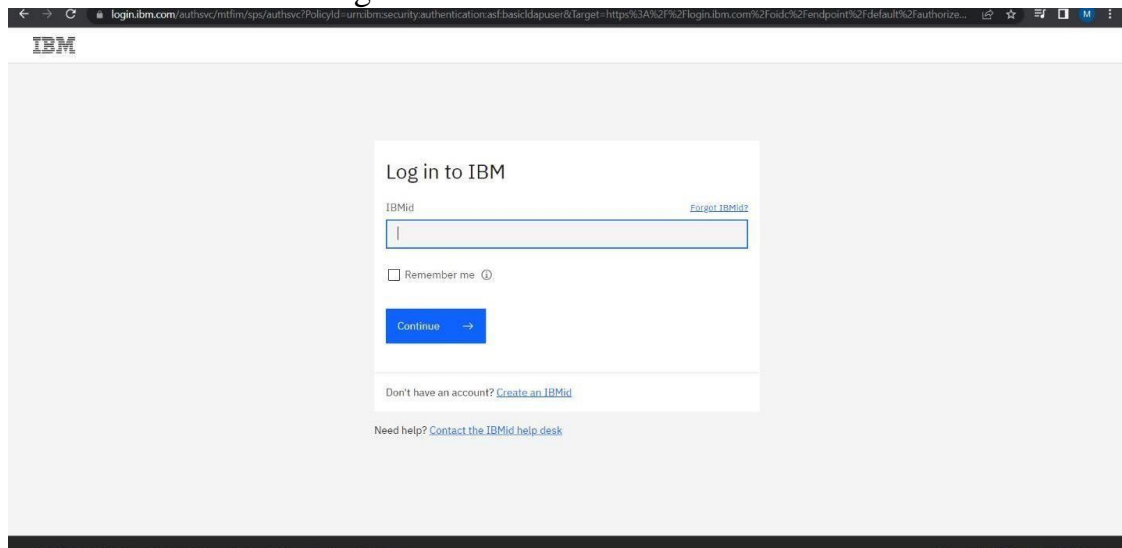 login.ibm.com/authsvc/mtfim/sps/authsvc?PolicyId=urn:ibm:security:authentication:asf:basicldapuser&Target=https%3A%2F%2Flogin.ibm.com%2Foidc%2Fendpoint%2Fdefault%2Fauthorize...
M
IBM
Log in to IBM
IBMid Forgot IBMid?
Remember me
Continue →
Don't have an account? Create an IBMid
Need help? Contact the IBMid help desk